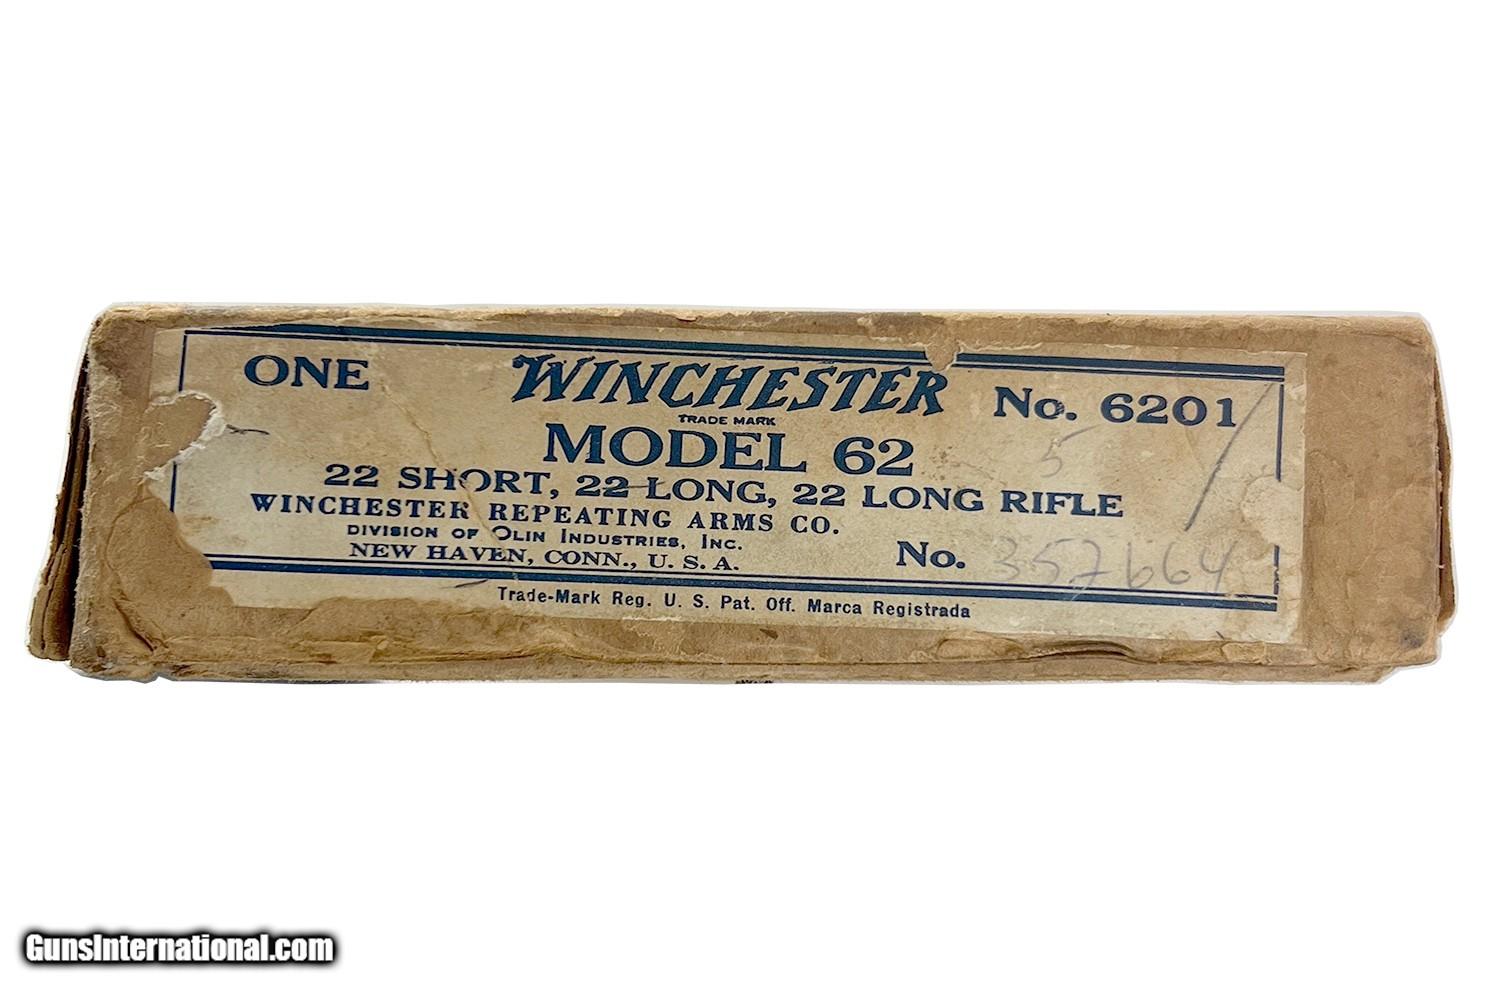 ONE WINCHESTER No. 6201
TRADE MARK
MODEL 62 5
22 SHORT, 22 LONG, 22 LONG RIFLE
WINCHESTER REPEATING ARMS CO.
DIVISION OF OLIN INDUSTRIES, INC.
NEW HAVEN, CONN., U. S. A.
No. 357664
Trade-Mark Reg. U. S. Pat. Off. Marca Registrada
GunsInternational.com